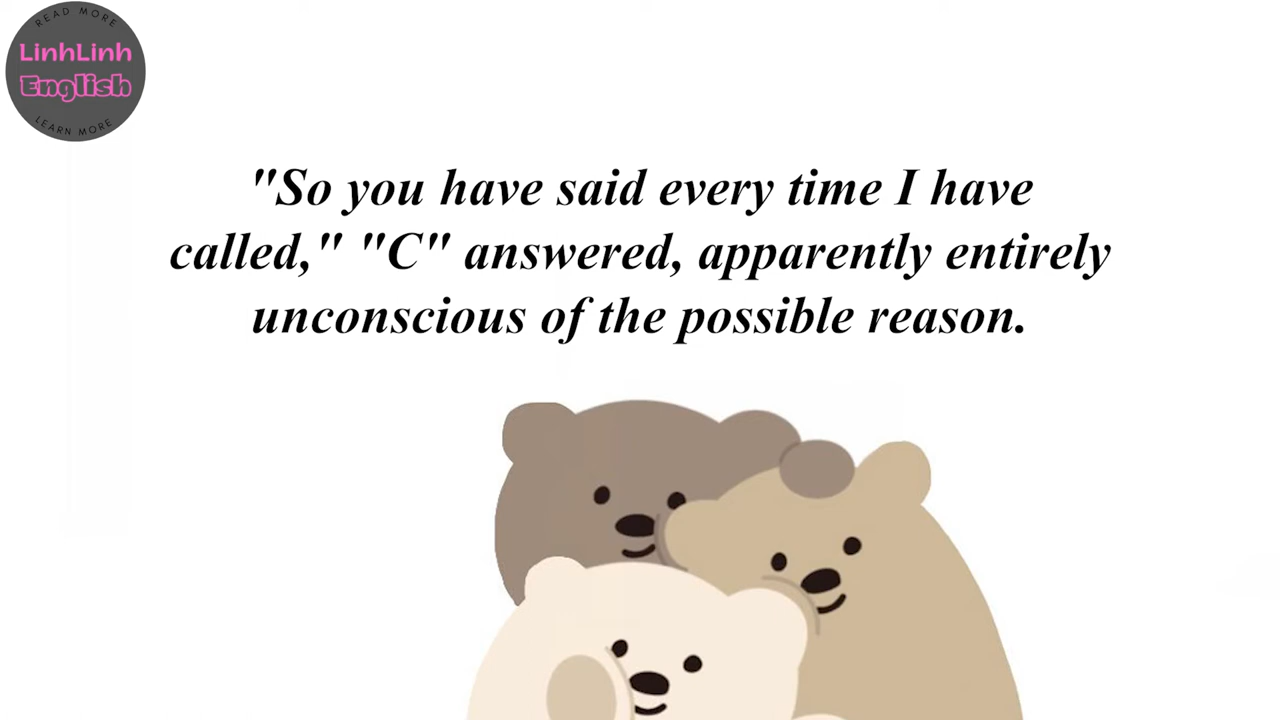 READ MORE
LinhLinh
English
LEARN MORE
"So you have said every time I have
called," "C" answered, apparently entirely
unconscious of the possible reason.